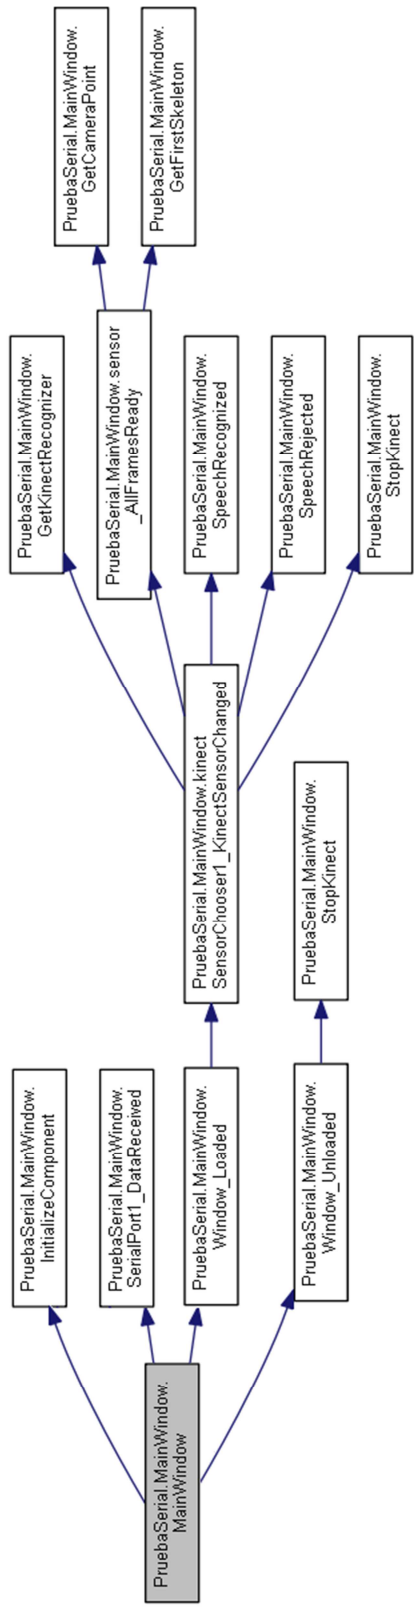 PruebaSerial.MainWindow.
MainWindow
PruebaSerial.MainWindow.
InitializeComponent
PruebaSerial.MainWindow.
SerialPort1_DataReceived
PruebaSerial.MainWindow.
Window_Loaded
PruebaSerial.MainWindow.
Window_Unloaded
PruebaSerial.MainWindow.kinect
SensorChooser1_KinectSensorChanged
PruebaSerial.MainWindow.
StopKinect
PruebaSerial.MainWindow.
GetKinectRecognizer
PruebaSerial.MainWindow.sensor
_AllFramesReady
PruebaSerial.MainWindow.
SpeechRecognized
PruebaSerial.MainWindow.
SpeechRejected
PruebaSerial.MainWindow.
StopKinect
PruebaSerial.MainWindow.
GetCameraPoint
PruebaSerial.MainWindow.
GetFirstSkeleton